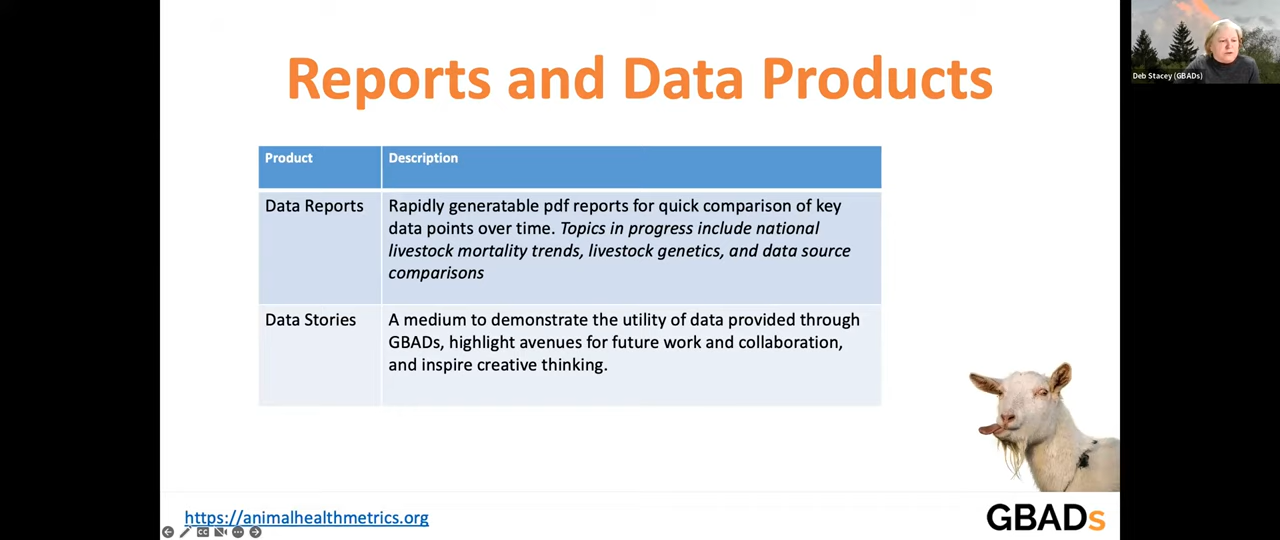 Reports and Data Products
Deb Stacey (GBADs)
Product
Description
Data Reports
Rapidly generatable pdf reports for quick comparison of key
data points over time. Topics in progress include national
livestock mortality trends, livestock genetics, and data source
comparisons
Data Stories
A medium to demonstrate the utility of data provided through
GBADs, highlight avenues for future work and collaboration,
and inspire creative thinking.
https://animalhealthmetrics.org
GBADs